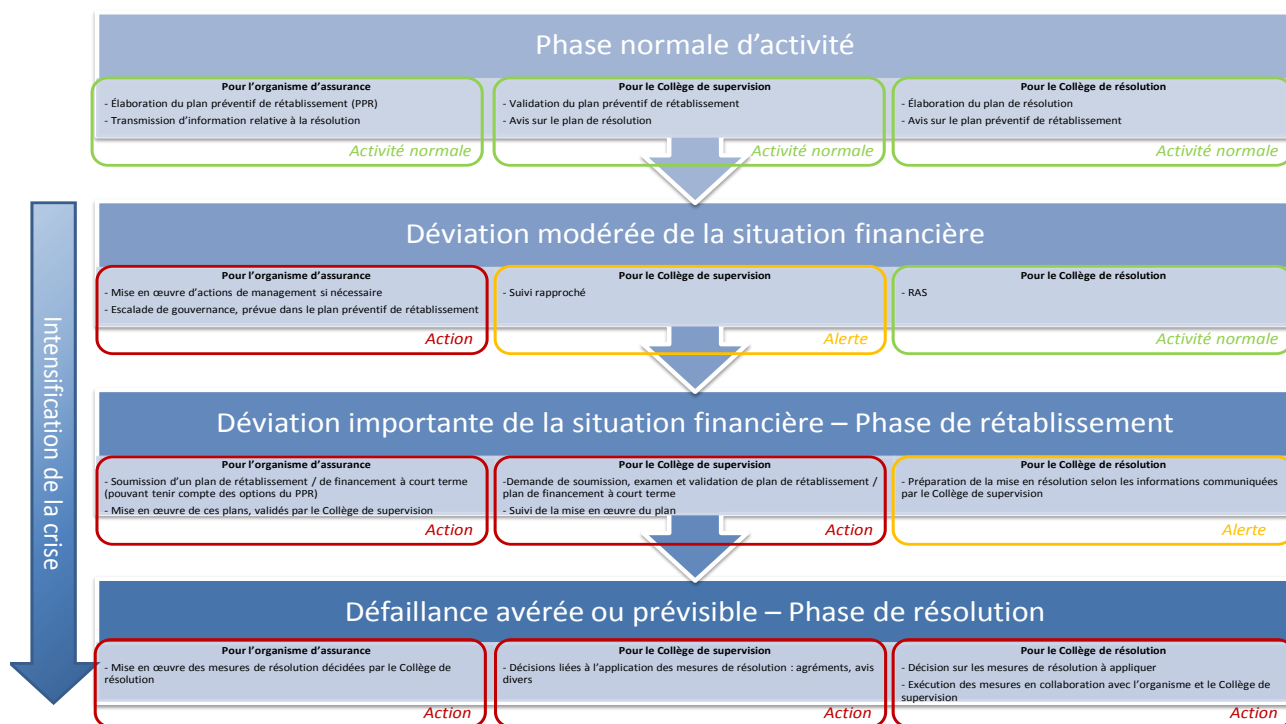 Phase normale d'activité
Pour l'organisme d'assurance
- Élaboration du plan préventif de rétablissement (PPR)
- Transmission d'information relative à la résolution
Activité normale
Pour le Collège de supervision
- Validation du plan préventif de rétablissement
- Avis sur le plan de résolution
Activité normale
Pour le Collège de résolution
- Élaboration du plan de résolution
- Avis sur le plan préventif de rétablissement
Activité normale
Intensification de la crise
Déviation modérée de la situation financière
Pour l'organisme d'assurance
- Mise en œuvre d'actions de management si nécessaire
- Escalade de gouvernance, prévue dans le plan préventif de rétablissement
Action
Pour le Collège de supervision
- Suivi rapproché
Alerte
Pour le Collège de résolution
- RAS
Activité normale
Déviation importante de la situation financière – Phase de rétablissement
Pour l'organisme d'assurance
- Soumission d'un plan de rétablissement / de financement à court terme
(pouvant tenir compte des options du PPR)
- Mise en œuvre de ces plans, validés par le Collège de supervision
Action
Pour le Collège de supervision
-Demande de soumission, examen et validation de plan de rétablissement /
plan de financement à court terme
- Suivi de la mise en œuvre du plan
Action
Pour le Collège de résolution
- Préparation de la mise en résolution selon les informations communiquées
par le Collège de supervision
Alerte
Défaillance avérée ou prévisible – Phase de résolution
Pour l'organisme d'assurance
- Mise en œuvre des mesures de résolution décidées par le Collège de
résolution
Action
Pour le Collège de supervision
- Décisions liées à l'application des mesures de résolution : agréments, avis
divers
Action
Pour le Collège de résolution
- Décision sur les mesures de résolution à appliquer
- Exécution des mesures en collaboration avec l'organisme et le Collège de
supervision
Action